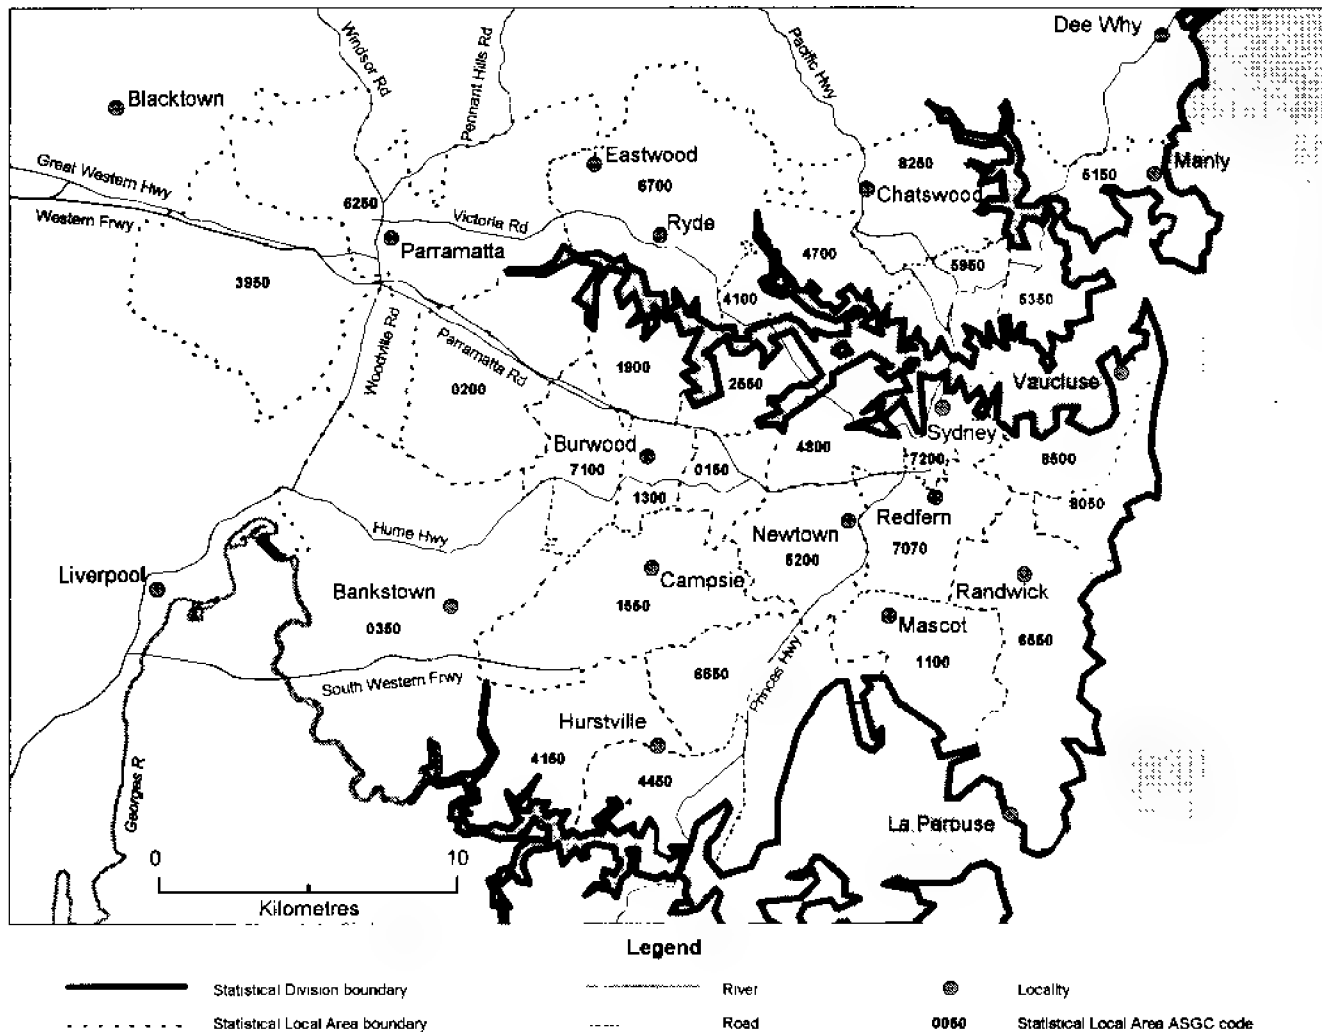 Dee Why
Windsor Rd
Pennant Hills Rd
Pacific Hwy
Blacktown
Eastwood
8250
Manly
Great Western Hwy
6700
Chatswood
5150
6250
Victoria Rd
Ryde
Western Frwy
Parramatta
4700
5950
3950
4100
5350
Woodville Rd
Parramatta Rd
1900
2550
Vaucluse
0200
Sydney
Burwood
4800
7200
8500
7100
0150
1300
8050
Redfern
Newtown
Hume Hwy
5200
7070
Liverpool
Campsie
Randwick
Bankstown
1550
0350
Mascot
6550
1100
South Western Frwy
6650
Princes Hwy
Hurstville
4150
4450
Georges R
La Perouse
0 10
Kilometres
Legend
Statistical Division boundary
River
Locality
Statistical Local Area boundary
Road
0050 Statistical Local Area ASGC code